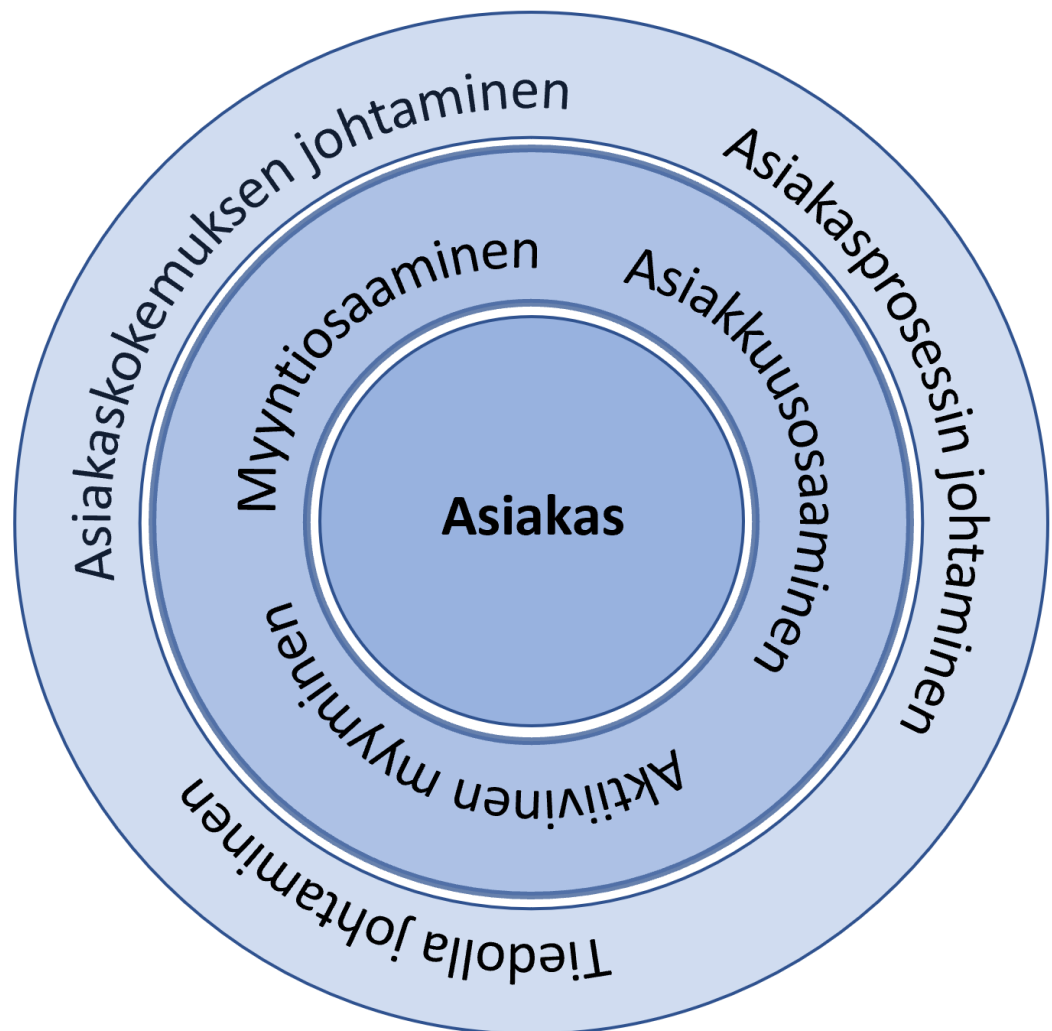 Asiakaskokemuksen johtaminen
Asiakasprosessin johtaminen
Tiedolla johtaminen
Myyntiosaaminen
Asiakkuusosaaminen
Aktiivinen myyminen
Asiakas